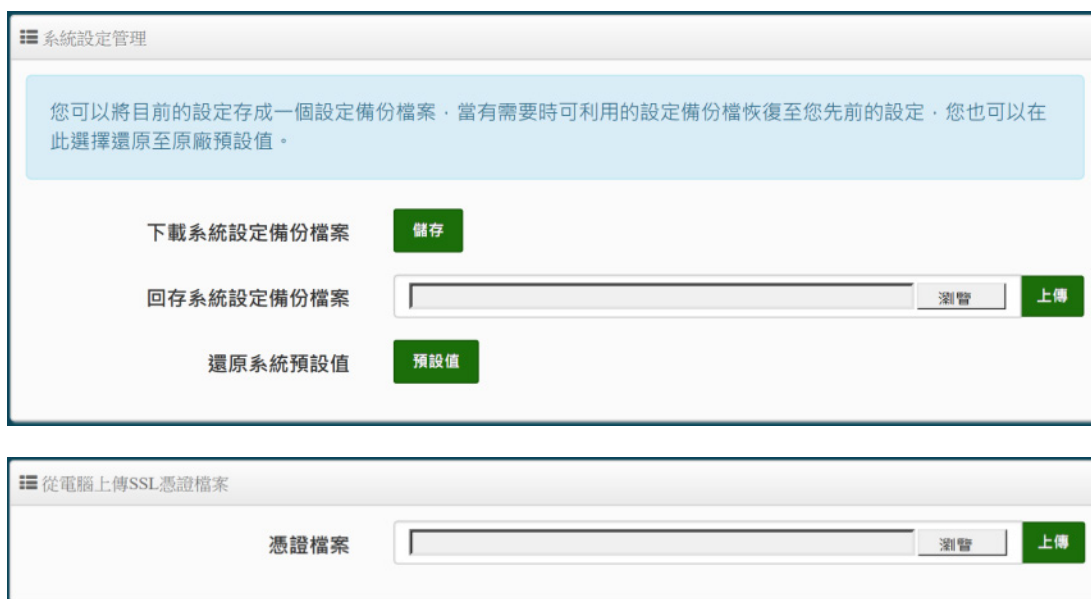 系統設定管理
您可以將目前的設定存成一個設定備份檔案，當有需要時可利用的設定備份檔恢復至您先前的設定，您也可以在
此選擇還原至原廠預設值。
下載系統設定備份檔案 儲存
回存系統設定備份檔案 瀏覽 上傳
還原系統預設值 預設值
從電腦上傳SSL憑證檔案
憑證檔案 瀏覽 上傳